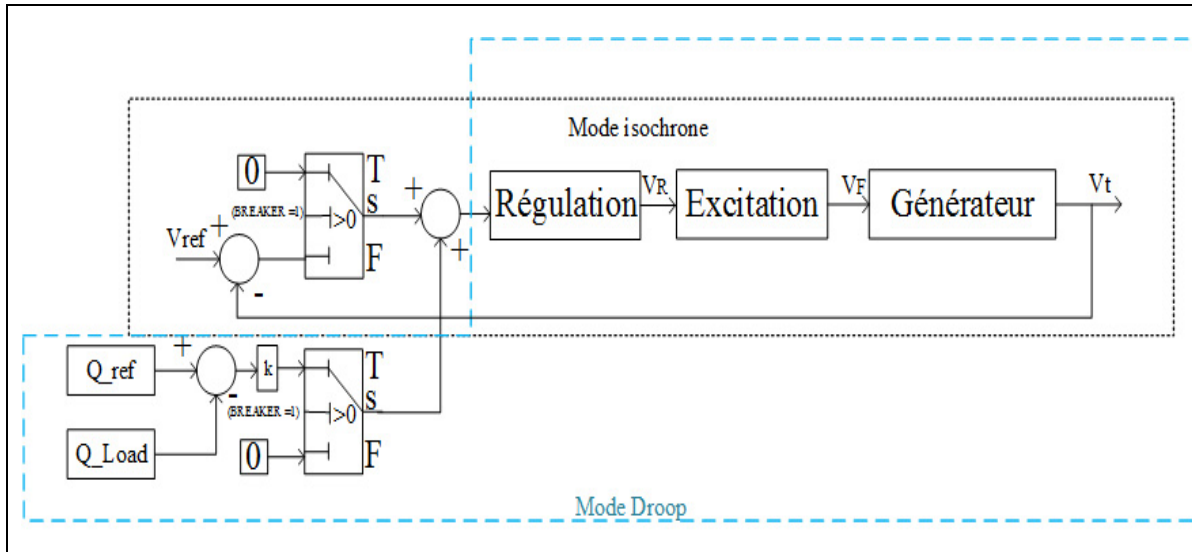 Mode isochrone
0
T
(BREAKER =1)
S
>0
F
+
+
Vref
+
-
Régulation
VR
Excitation
VF
Générateur
Vt
Q_ref
+
-
k
T
(BREAKER =1)
S
>0
Q_Load
0
F
Mode Droop